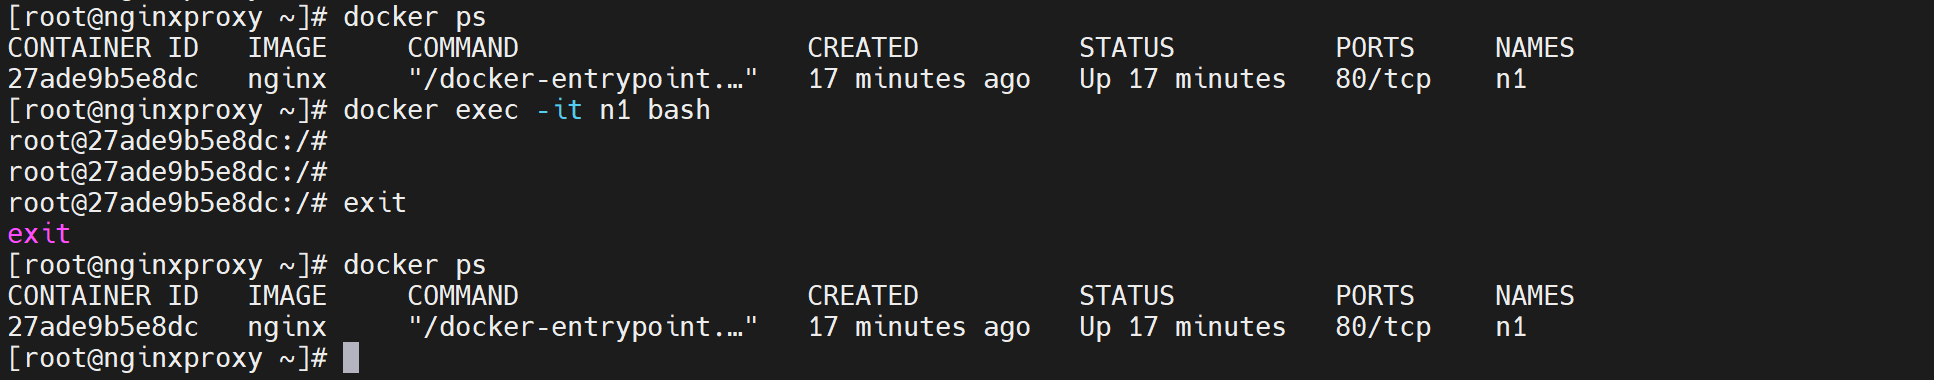 [root@nginxproxy ~]# docker ps
CONTAINER ID   IMAGE     COMMAND                  CREATED          STATUS          PORTS     NAMES
27ade9b5e8dc   nginx     "/docker-entrypoint.…"   17 minutes ago   Up 17 minutes   80/tcp    n1
[root@nginxproxy ~]# docker exec -it n1 bash
root@27ade9b5e8dc:/#
root@27ade9b5e8dc:/#
root@27ade9b5e8dc:/# exit
exit
[root@nginxproxy ~]# docker ps
CONTAINER ID   IMAGE     COMMAND                  CREATED          STATUS          PORTS     NAMES
27ade9b5e8dc   nginx     "/docker-entrypoint.…"   17 minutes ago   Up 17 minutes   80/tcp    n1
[root@nginxproxy ~]#